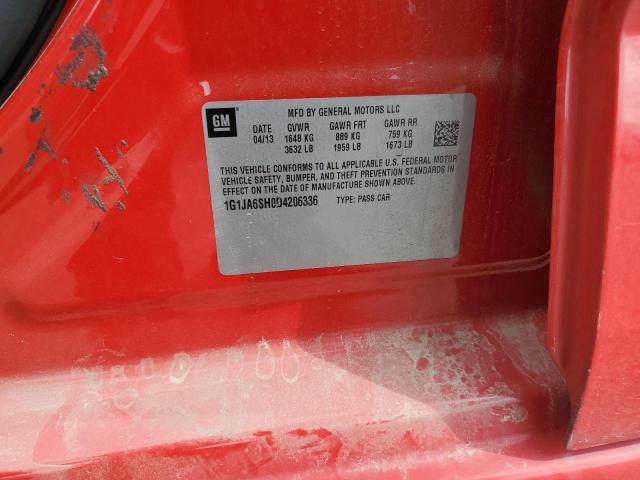 GM
MFD BY GENERAL MOTORS LLC
DATE GVWR GAWR FRT GAWR RR
04/13 1648 KG 889 KG 759 KG
3632 LB 1959 LB 1673 LB
THIS VEHICLE CONFORMS TO ALL APPLICABLE U.S. FEDERAL MOTOR
VEHICLE SAFETY, BUMPER, AND THEFT PREVENTION STANDARDS IN
EFFECT ON THE DATE OF MANUFACTURE SHOWN ABOVE.
1G1JA6SH0D4206336 TYPE: PASS CAR